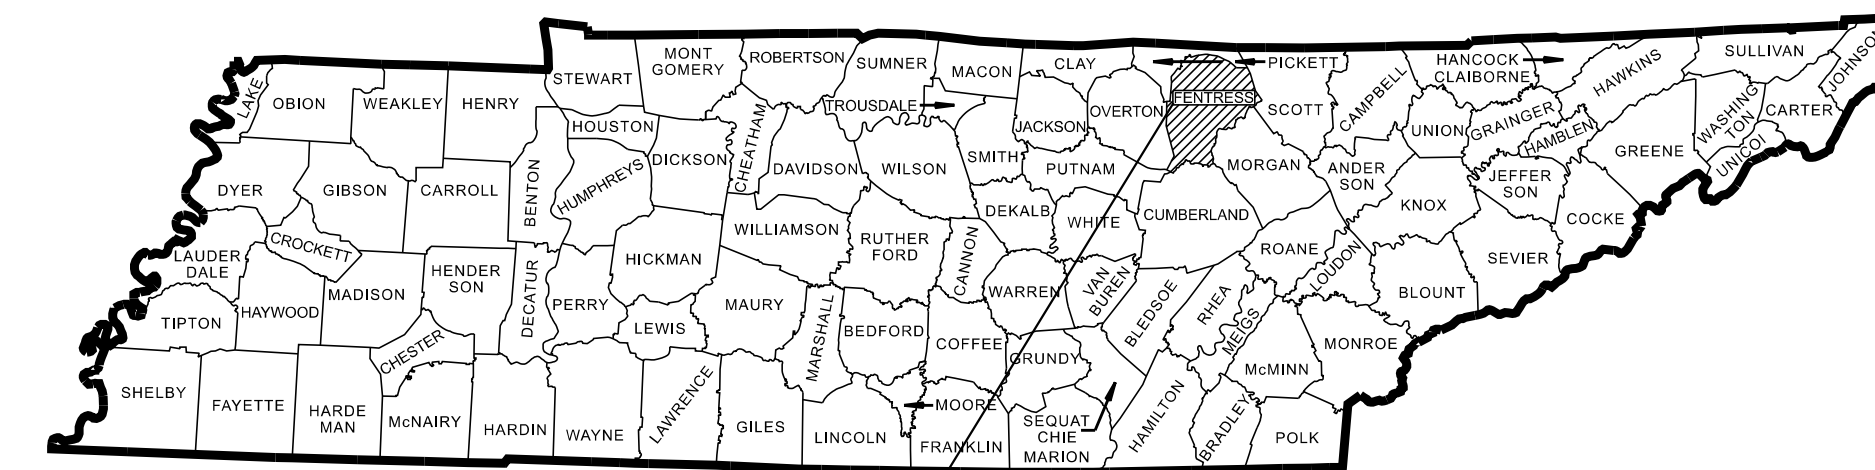 LAKE
OBION
WEAKLEY
HENRY
STEWART
MONT
GOMERY
ROBERTSON
SUMNER
MACON
CLAY
PICKETT
HANCOCK
CLAIBORNE
HAWKINS
SULLIVAN
JOHNSON
TROUSDALE
HOUSTON
CHEATHAM
JACKSON
OVERTON
FENTRESS
SCOTT
CAMPBELL
UNION
GRAINGER
HAMBLEN
WASHING
TON
CARTER
UNICOI
GREENE
DYER
GIBSON
CARROLL
BENTON
HUMPHREYS
DICKSON
DAVIDSON
WILSON
SMITH
PUTNAM
MORGAN
ANDER
SON
KNOX
JEFFER
SON
COCKE
LAUDER
DALE
CROCKETT
HAYWOOD
MADISON
HENDER
SON
DECATUR
PERRY
HICKMAN
WILLIAMSON
RUTHER
FORD
CANNON
DEKALB
WHITE
CUMBERLAND
ROANE
LOUDON
BLOUNT
SEVIER
TIPTON
CHESTER
LEWIS
MAURY
MARSHALL
BEDFORD
COFFEE
WARREN
VAN
BUREN
BLEDSOE
RHEA
MEIGS
McMINN
MONROE
SHELBY
FAYETTE
HARDE
MAN
McNAIRY
HARDIN
WAYNE
LAWRENCE
GILES
LINCOLN
MOORE
FRANKLIN
GRUNDY
SEQUAT
CHIE
MARION
HAMILTON
BRADLEY
POLK